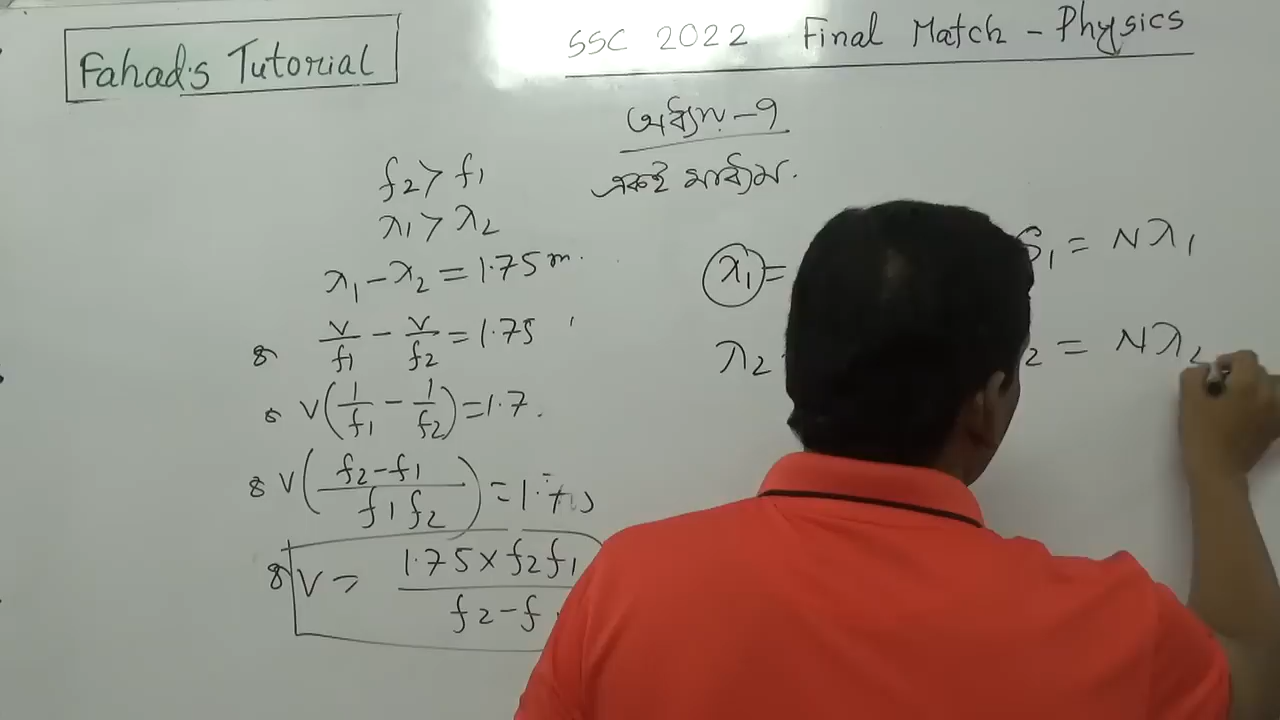 Fahad's Tutorial
SSC 2022 Final Match - Physics
অধ্যায় - 9
একই মাধ্যম.
f₂ > f₁
λ₁ > λ₂
λ₁ - λ₂ = 1.75 m.
v/f₁ - v/f₂ = 1.75
v(1/f₁ - 1/f₂) = 1.7
v((f₂-f₁)/(f₁f₂)) = 1.75
v = (1.75 × f₂f₁)/(f₂-f
λ₁ =
S₁ = Nλ₁
λ₂
₂ = Nλ₂